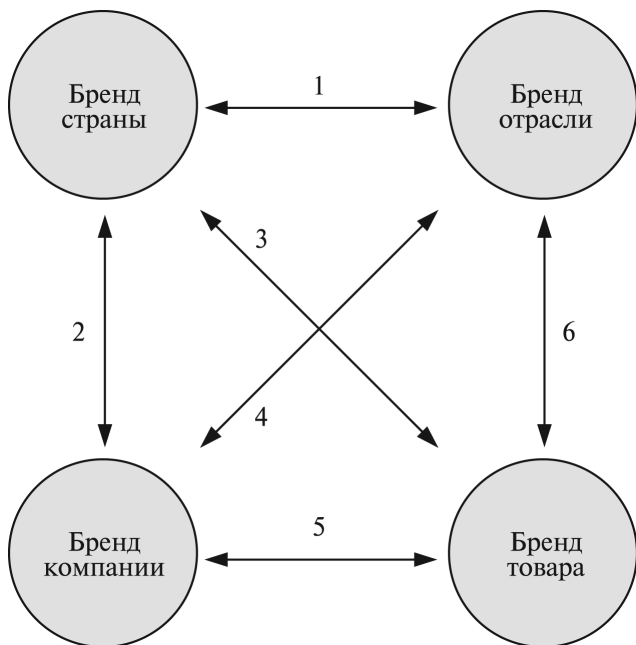 Бренд
страны
1
Бренд
отрасли
3
2
6
4
Бренд
компании
5
Бренд
товара